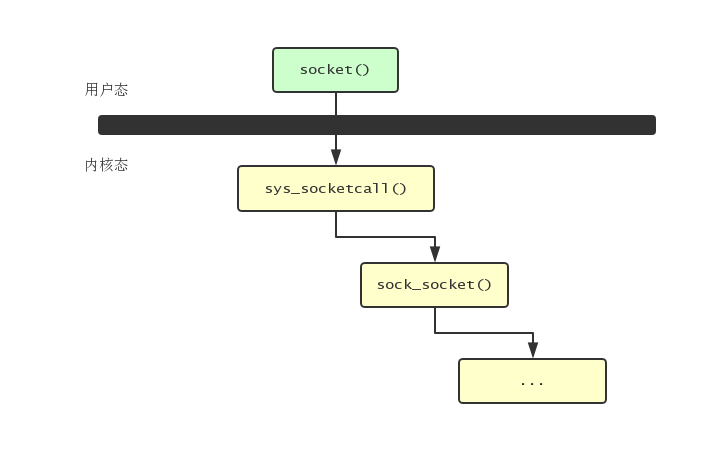 socket()
用户态
内核态
sys_socketcall()
sock_socket()
...